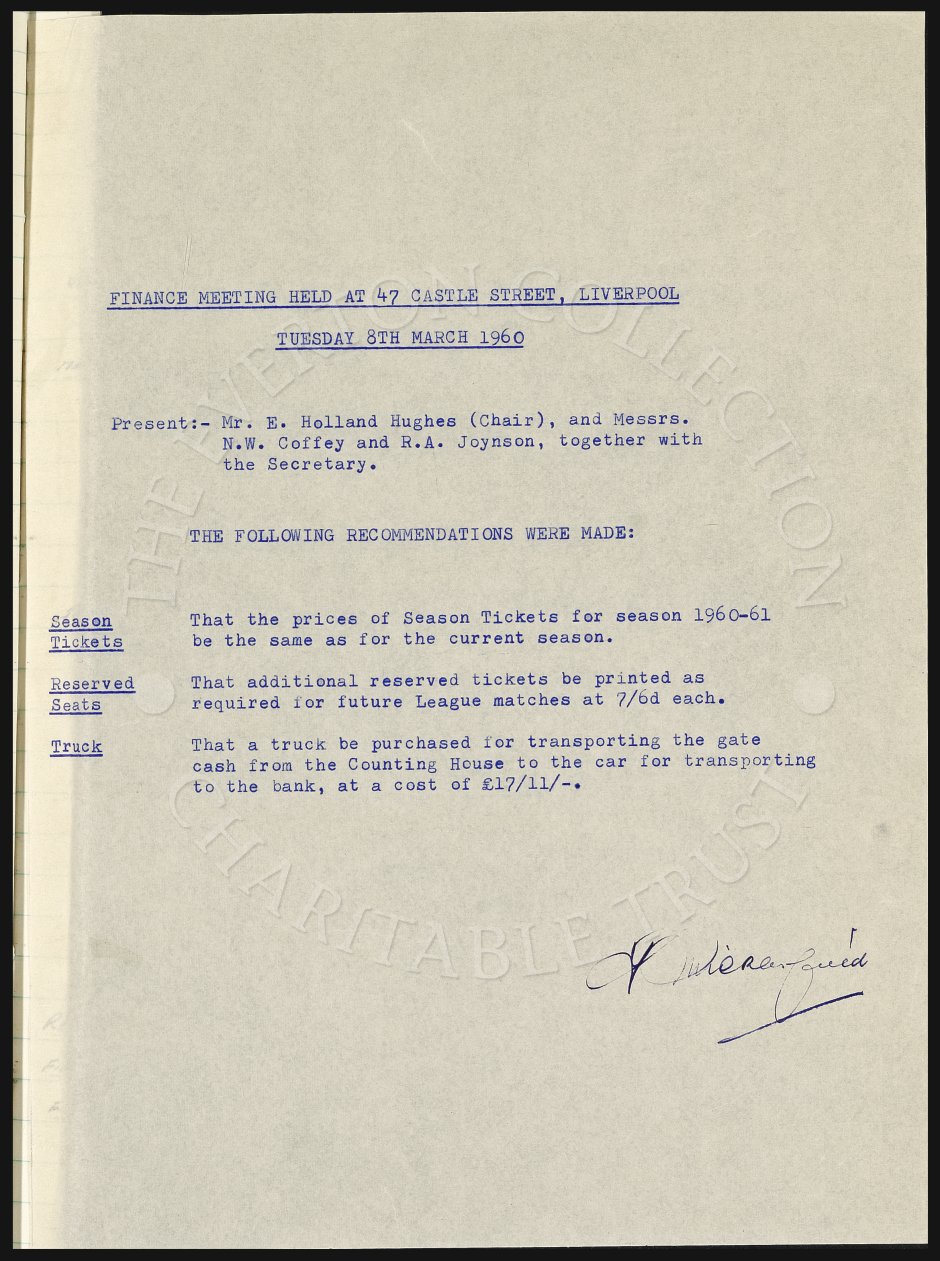 FINANCE MEETING HELD AT 47 CASTLE STREET, LIVERPOOL
TUESDAY 8TH MARCH 1960
Present:- Mr. E. Holland Hughes (Chair), and Messrs.
N.W. Coffey and R.A. Joynson, together with
the Secretary.
THE FOLLOWING RECOMMENDATIONS WERE MADE:
Season Tickets
That the prices of Season Tickets for season 1960-61
be the same as for the current season.
Reserved Seats
That additional reserved tickets be printed as
required for future League matches at 7/6d each.
Truck
That a truck be purchased for transporting the gate
cash from the Counting House to the car for transporting
to the bank, at a cost of £17/11/-.
THE EVERTON COLLECTION
CHARITABLE TRUST